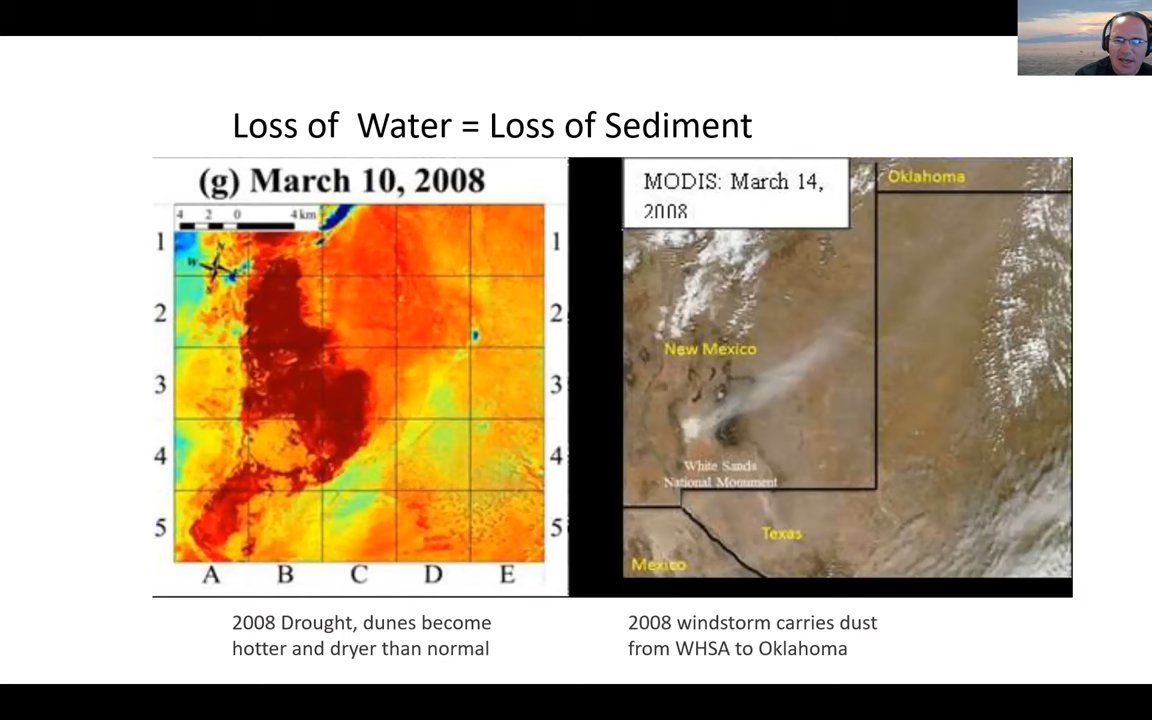 Loss of  Water = Loss of Sediment
(g) March 10, 2008
4 2 0 4 km
N
W
S
1 1
2 2
3 3
4 4
5 5
A B C D E
MODIS: March 14,
2008
Oklahoma
New Mexico
White Sands
National Monument
Texas
Mexico
2008 Drought, dunes become
hotter and dryer than normal
2008 windstorm carries dust
from WHSA to Oklahoma